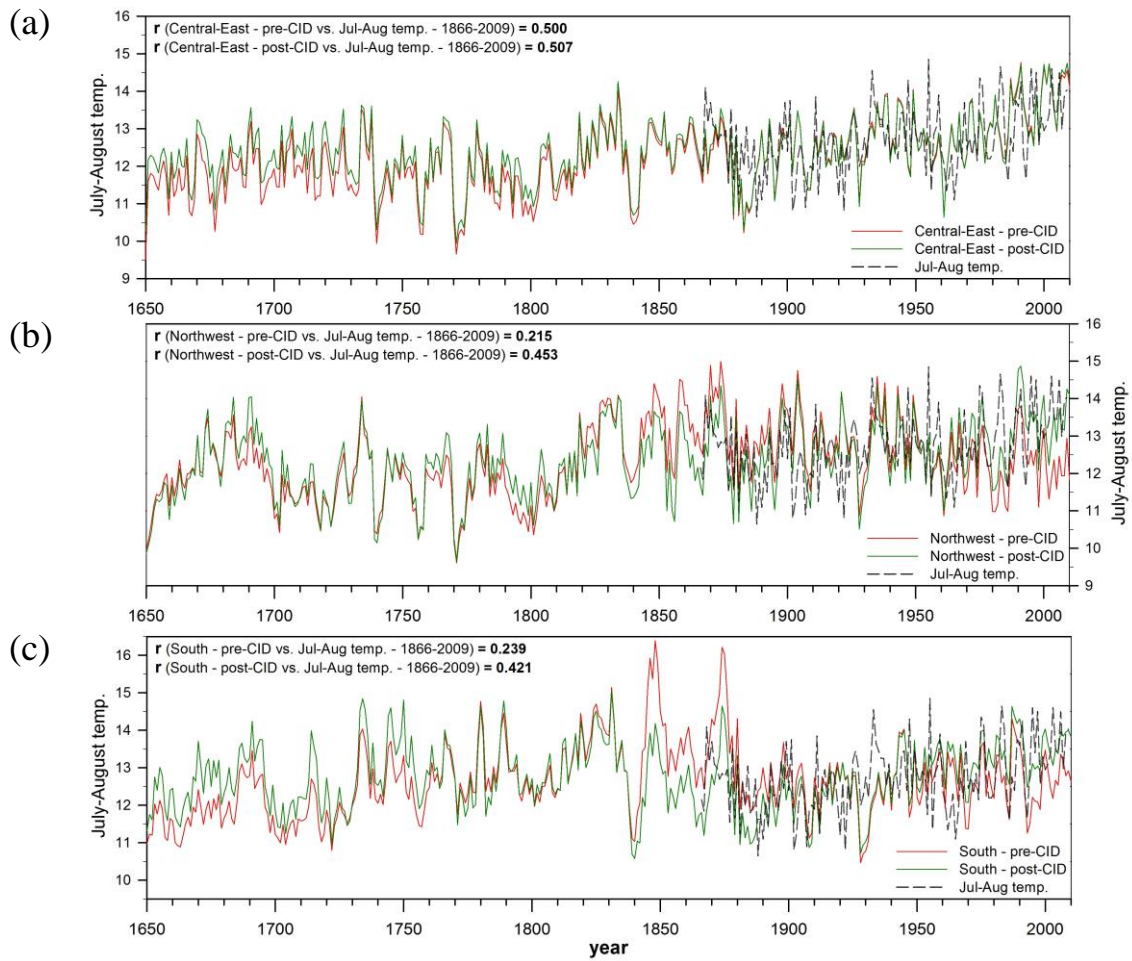 (a)
16
15
14
13
12
11
10
9
July-August temp.
r (Central-East - pre-CID vs. Jul-Aug temp. - 1866-2009) = 0.500
r (Central-East - post-CID vs. Jul-Aug temp. - 1866-2009) = 0.507
Central-East - pre-CID
Central-East - post-CID
Jul-Aug temp.
1650 1700 1750 1800 1850 1900 1950 2000
(b)
r (Northwest - pre-CID vs. Jul-Aug temp. - 1866-2009) = 0.215
r (Northwest - post-CID vs. Jul-Aug temp. - 1866-2009) = 0.453
16
15
14
13
12
11
10
9
July-August temp.
Northwest - pre-CID
Northwest - post-CID
Jul-Aug temp.
1650 1700 1750 1800 1850 1900 1950 2000
(c)
16
15
14
13
12
11
10
July-August temp.
r (South - pre-CID vs. Jul-Aug temp. - 1866-2009) = 0.239
r (South - post-CID vs. Jul-Aug temp. - 1866-2009) = 0.421
South - pre-CID
South - post-CID
Jul-Aug temp.
1650 1700 1750 1800 1850 1900 1950 2000
year